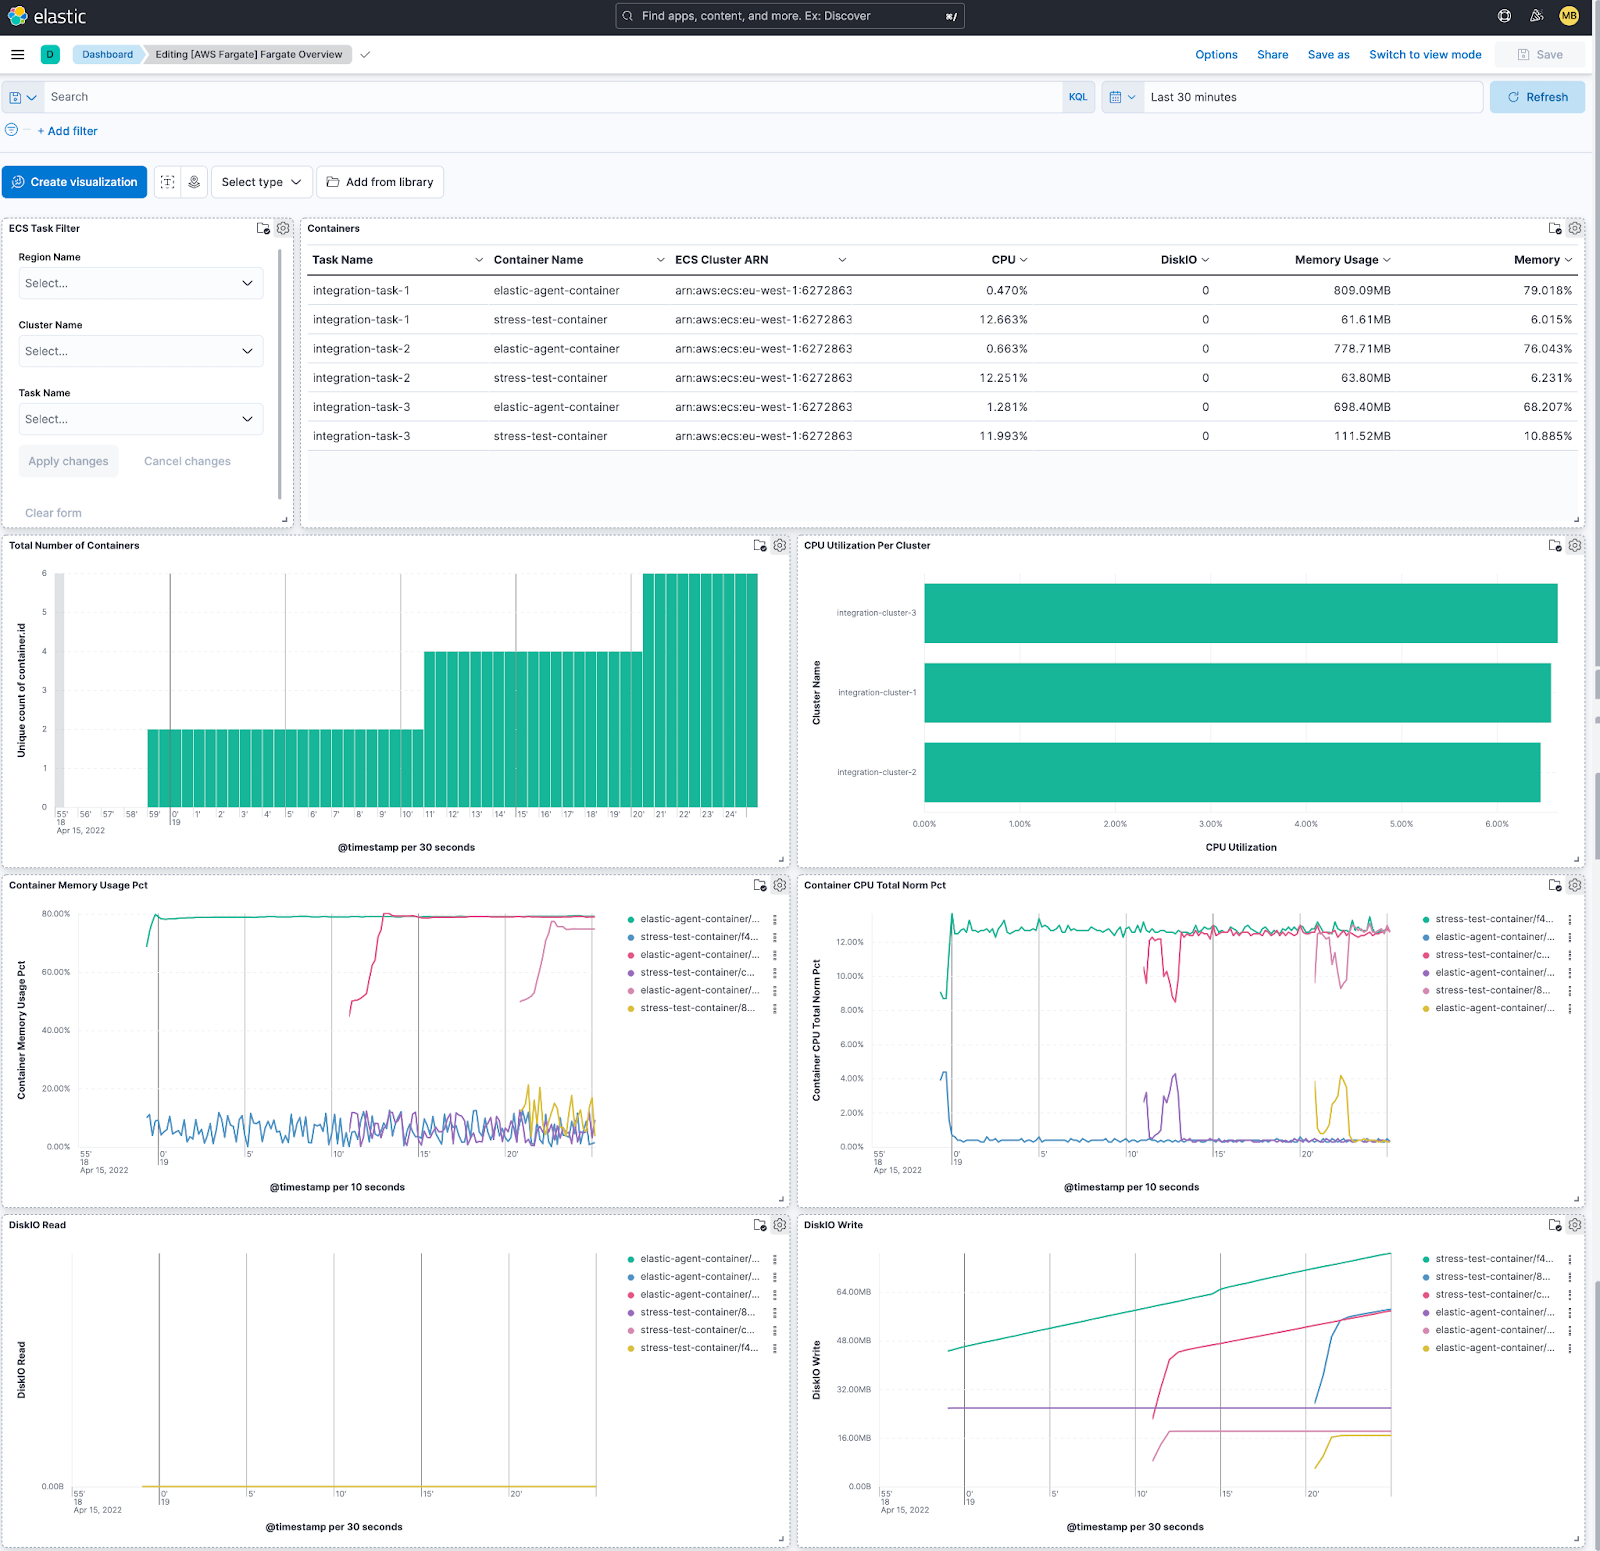 elastic
Find apps, content, and more. Ex: Discover
⌘/
MB
D
Dashboard
Editing [AWS Fargate] Fargate Overview
Options
Share
Save as
Switch to view mode
Save
Search
KQL
Last 30 minutes
Refresh
+ Add filter
Create visualization
Select type
Add from library
ECS Task Filter
Region Name
Select...
Cluster Name
Select...
Task Name
Select...
Apply changes
Cancel changes
Clear form
Containers
Task Name Container Name ECS Cluster ARN CPU DiskIO Memory Usage Memory
integration-task-1 elastic-agent-container arn:aws:ecs:eu-west-1:6272863 0.470% 0 809.09MB 79.018%
integration-task-1 stress-test-container arn:aws:ecs:eu-west-1:6272863 12.663% 0 61.61MB 6.015%
integration-task-2 elastic-agent-container arn:aws:ecs:eu-west-1:6272863 0.663% 0 778.71MB 76.043%
integration-task-2 stress-test-container arn:aws:ecs:eu-west-1:6272863 12.251% 0 63.80MB 6.231%
integration-task-3 elastic-agent-container arn:aws:ecs:eu-west-1:6272863 1.281% 0 698.40MB 68.207%
integration-task-3 stress-test-container arn:aws:ecs:eu-west-1:6272863 11.993% 0 111.52MB 10.885%
Total Number of Containers
Unique count of container.id
6
5
4
3
2
1
0
55' 56' 57' 58' 59' 0' 1' 2' 3' 4' 5' 6' 7' 8' 9' 10' 11' 12' 13' 14' 15' 16' 17' 18' 19' 20' 21' 22' 23' 24'
18 19
Apr 15, 2022
@timestamp per 30 seconds
CPU Utilization Per Cluster
Cluster Name
integration-cluster-3
integration-cluster-1
integration-cluster-2
0.00% 1.00% 2.00% 3.00% 4.00% 5.00% 6.00%
CPU Utilization
Container Memory Usage Pct
Container Memory Usage Pct
80.00%
60.00%
40.00%
20.00%
0.00%
55' 0' 5' 10' 15' 20'
18 19
Apr 15, 2022
@timestamp per 10 seconds
elastic-agent-container/...
stress-test-container/f4...
elastic-agent-container/...
stress-test-container/c...
elastic-agent-container/...
stress-test-container/8...
Container CPU Total Norm Pct
Container CPU Total Norm Pct
12.00%
10.00%
8.00%
6.00%
4.00%
2.00%
0.00%
55' 0' 5' 10' 15' 20'
18 19
Apr 15, 2022
@timestamp per 10 seconds
stress-test-container/f4...
elastic-agent-container/...
stress-test-container/c...
elastic-agent-container/...
stress-test-container/8...
elastic-agent-container/...
DiskIO Read
DiskIO Read
0.00B
55' 0' 5' 10' 15' 20'
18 19
Apr 15, 2022
@timestamp per 30 seconds
elastic-agent-container/...
elastic-agent-container/...
elastic-agent-container/...
stress-test-container/8...
stress-test-container/c...
stress-test-container/f4...
DiskIO Write
DiskIO Write
64.00MB
48.00MB
32.00MB
16.00MB
0.00B
55' 0' 5' 10' 15' 20'
18 19
Apr 15, 2022
@timestamp per 30 seconds
stress-test-container/f4...
stress-test-container/8...
stress-test-container/c...
elastic-agent-container/...
elastic-agent-container/...
elastic-agent-container/...